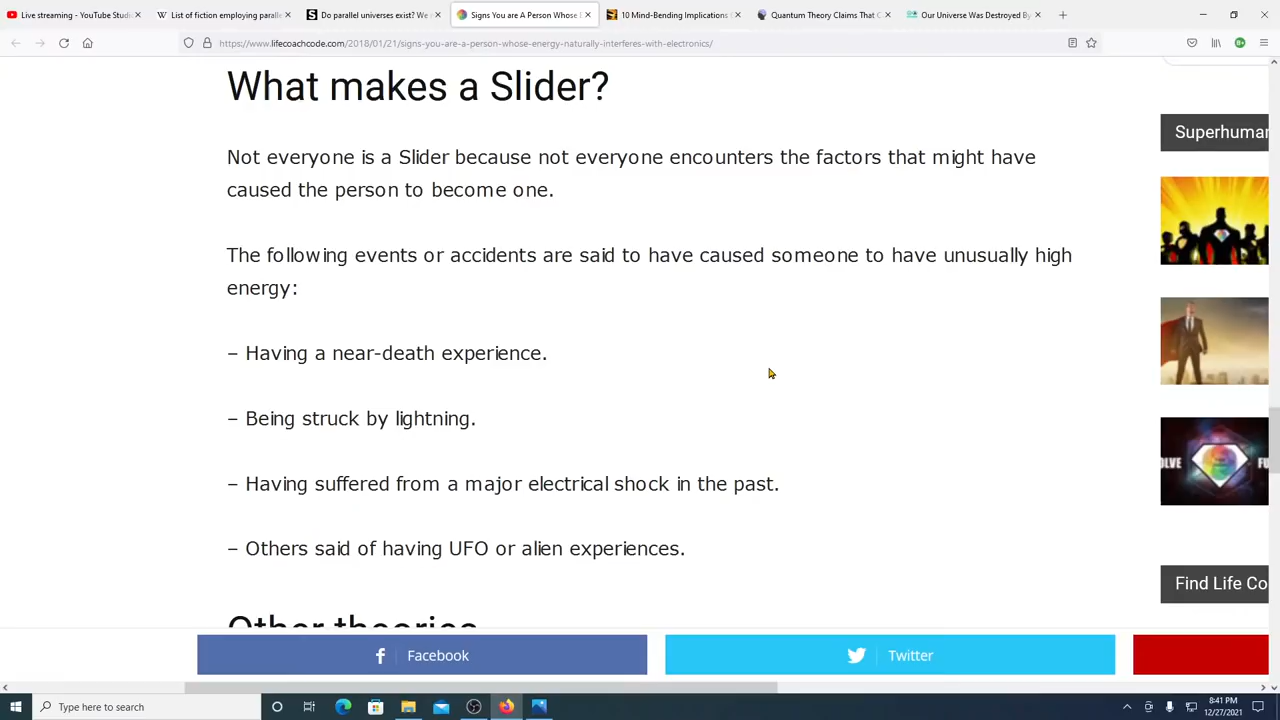 Live streaming - YouTube Studi
List of fiction employing paralle
Do parallel universes exist? We r
Signs You are A Person Whose
10 Mind-Bending Implications
Quantum Theory Claims That C
Our Universe Was Destroyed By
https://www.lifecoachcode.com/2018/01/21/signs-you-are-a-person-whose-energy-naturally-interferes-with-electronics/
What makes a Slider?
Not everyone is a Slider because not everyone encounters the factors that might have
caused the person to become one.
The following events or accidents are said to have caused someone to have unusually high
energy:
– Having a near-death experience.
– Being struck by lightning.
– Having suffered from a major electrical shock in the past.
– Others said of having UFO or alien experiences.
Other theories
Superhuman
OLVE
FU
Find Life Co
Facebook
Twitter
Type here to search
8:41 PM
12/27/2021